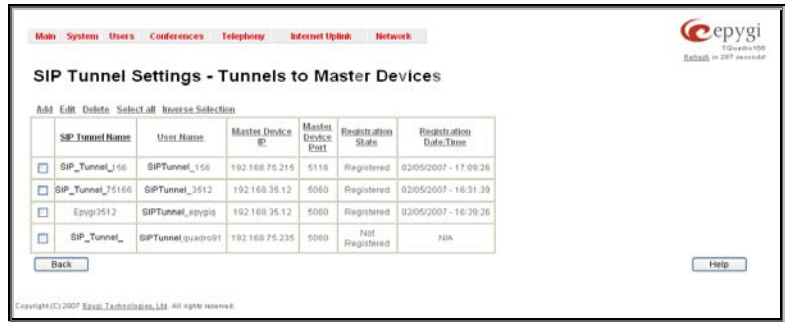 Main System Users Conferences Telephony Internet Uplink Network
epygi
TQuadro156
Refresh in 287 seconds!
SIP Tunnel Settings - Tunnels to Master Devices
Add Edit Delete Select all Inverse Selection
SIP Tunnel Name User Name Master Device IP Master Device Port Registration State Registration Date/Time
SIP_Tunnel_156 SIPTunnel_156 192.168.75.215 5116 Registered 02/05/2007 - 17:09:26
SIP_Tunnel_75166 SIPTunnel_3512 192.168.35.12 5060 Registered 02/05/2007 - 16:31:39
Epygi3512 SIPTunnel_epygiq 192.168.35.12 5060 Registered 02/05/2007 - 16:39:26
SIP_Tunnel_ SIPTunnel_quadro91 192.168.75.235 5060 Not Registered N/A
Back Help
Copyright (C) 2007 Epygi Technologies, Ltd. All rights reserved.